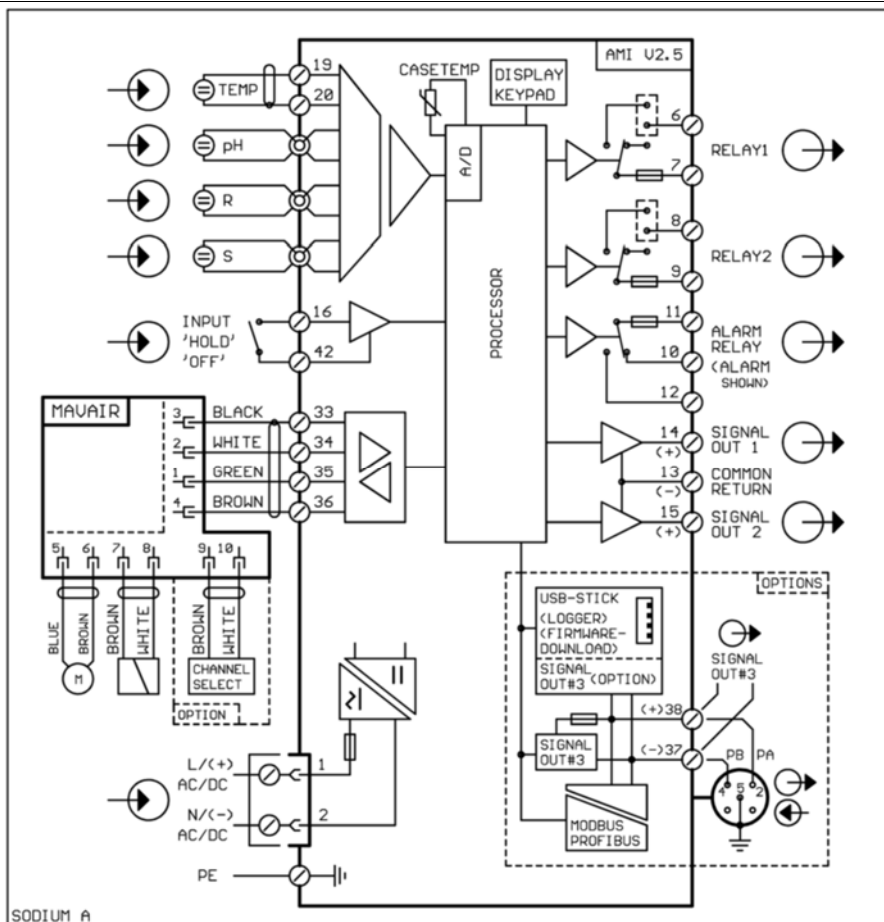 AMI V2.5
CASETEMP
DISPLAY
KEYPAD
A/D
PROCESSOR
19
TEMP
20
pH
R
S
INPUT
'HOLD'
'OFF'
16
42
MAVAIR
3 BLACK 33
2 WHITE 34
1 GREEN 35
4 BROWN 36
5 6 7 8 9 10
BLUE
BROWN
BROWN
WHITE
BROWN
WHITE
M
CHANNEL
SELECT
OPTION
L/(+)
AC/DC
1
N/(-)
AC/DC
2
PE
6
RELAY1
7
8
RELAY2
9
11
ALARM
RELAY
10
(ALARM
SHOWN)
12
14
(+)
SIGNAL
OUT 1
13
(-)
COMMON
RETURN
15
(+)
SIGNAL
OUT 2
OPTIONS
USB-STICK
(LOGGER)
(FIRMWARE-
DOWNLOAD)
SIGNAL
OUT#3 (OPTION)
SIGNAL
OUT#3
SIGNAL
OUT#3
(+)38
(-)37
PB PA
4 5 2
MODBUS
PROFIBUS
SODIUM A